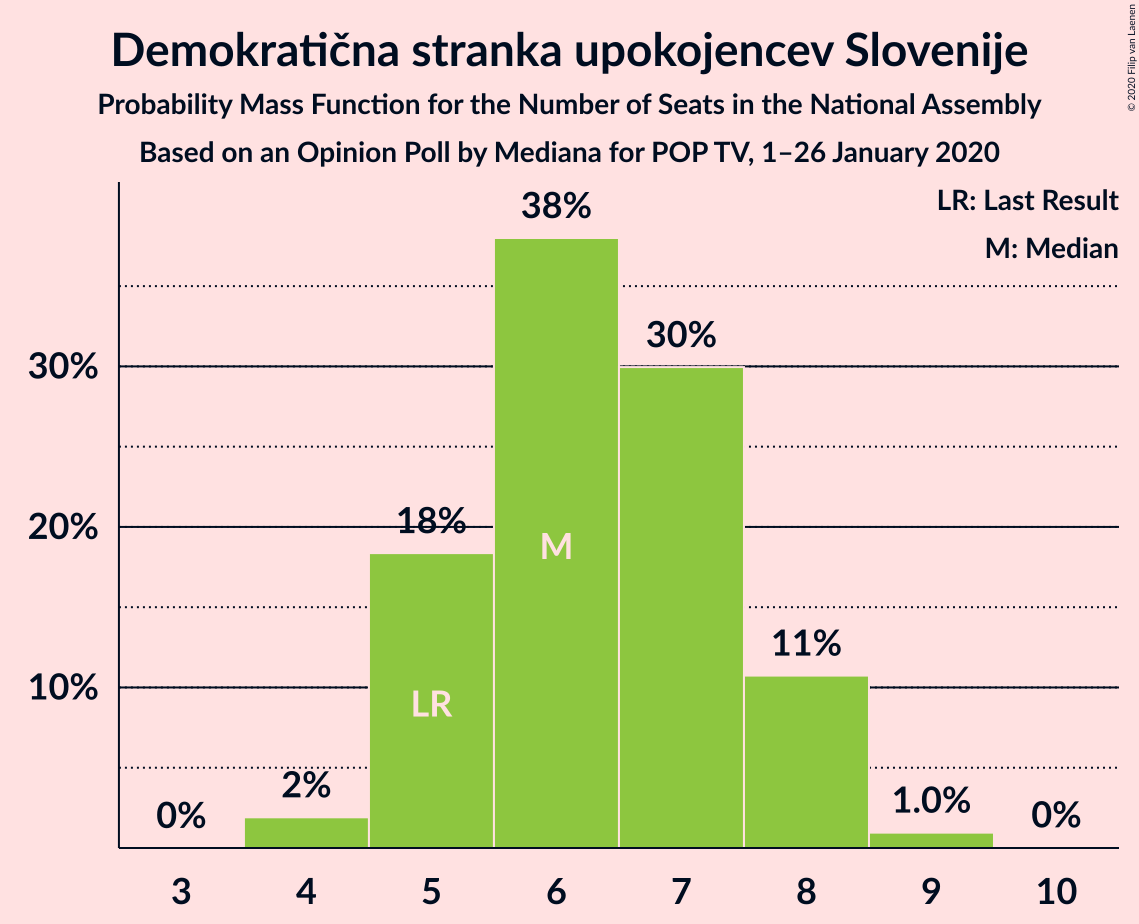 Demokratična stranka upokojencev Slovenije
Probability Mass Function for the Number of Seats in the National Assembly
Based on an Opinion Poll by Mediana for POP TV, 1–26 January 2020
© 2020 Filip van Laenen
LR: Last Result
M: Median
38%
30%
30%
18%
20%
M
11%
10%
LR
2%
1.0%
0%
0%
3 4 5 6 7 8 9 10